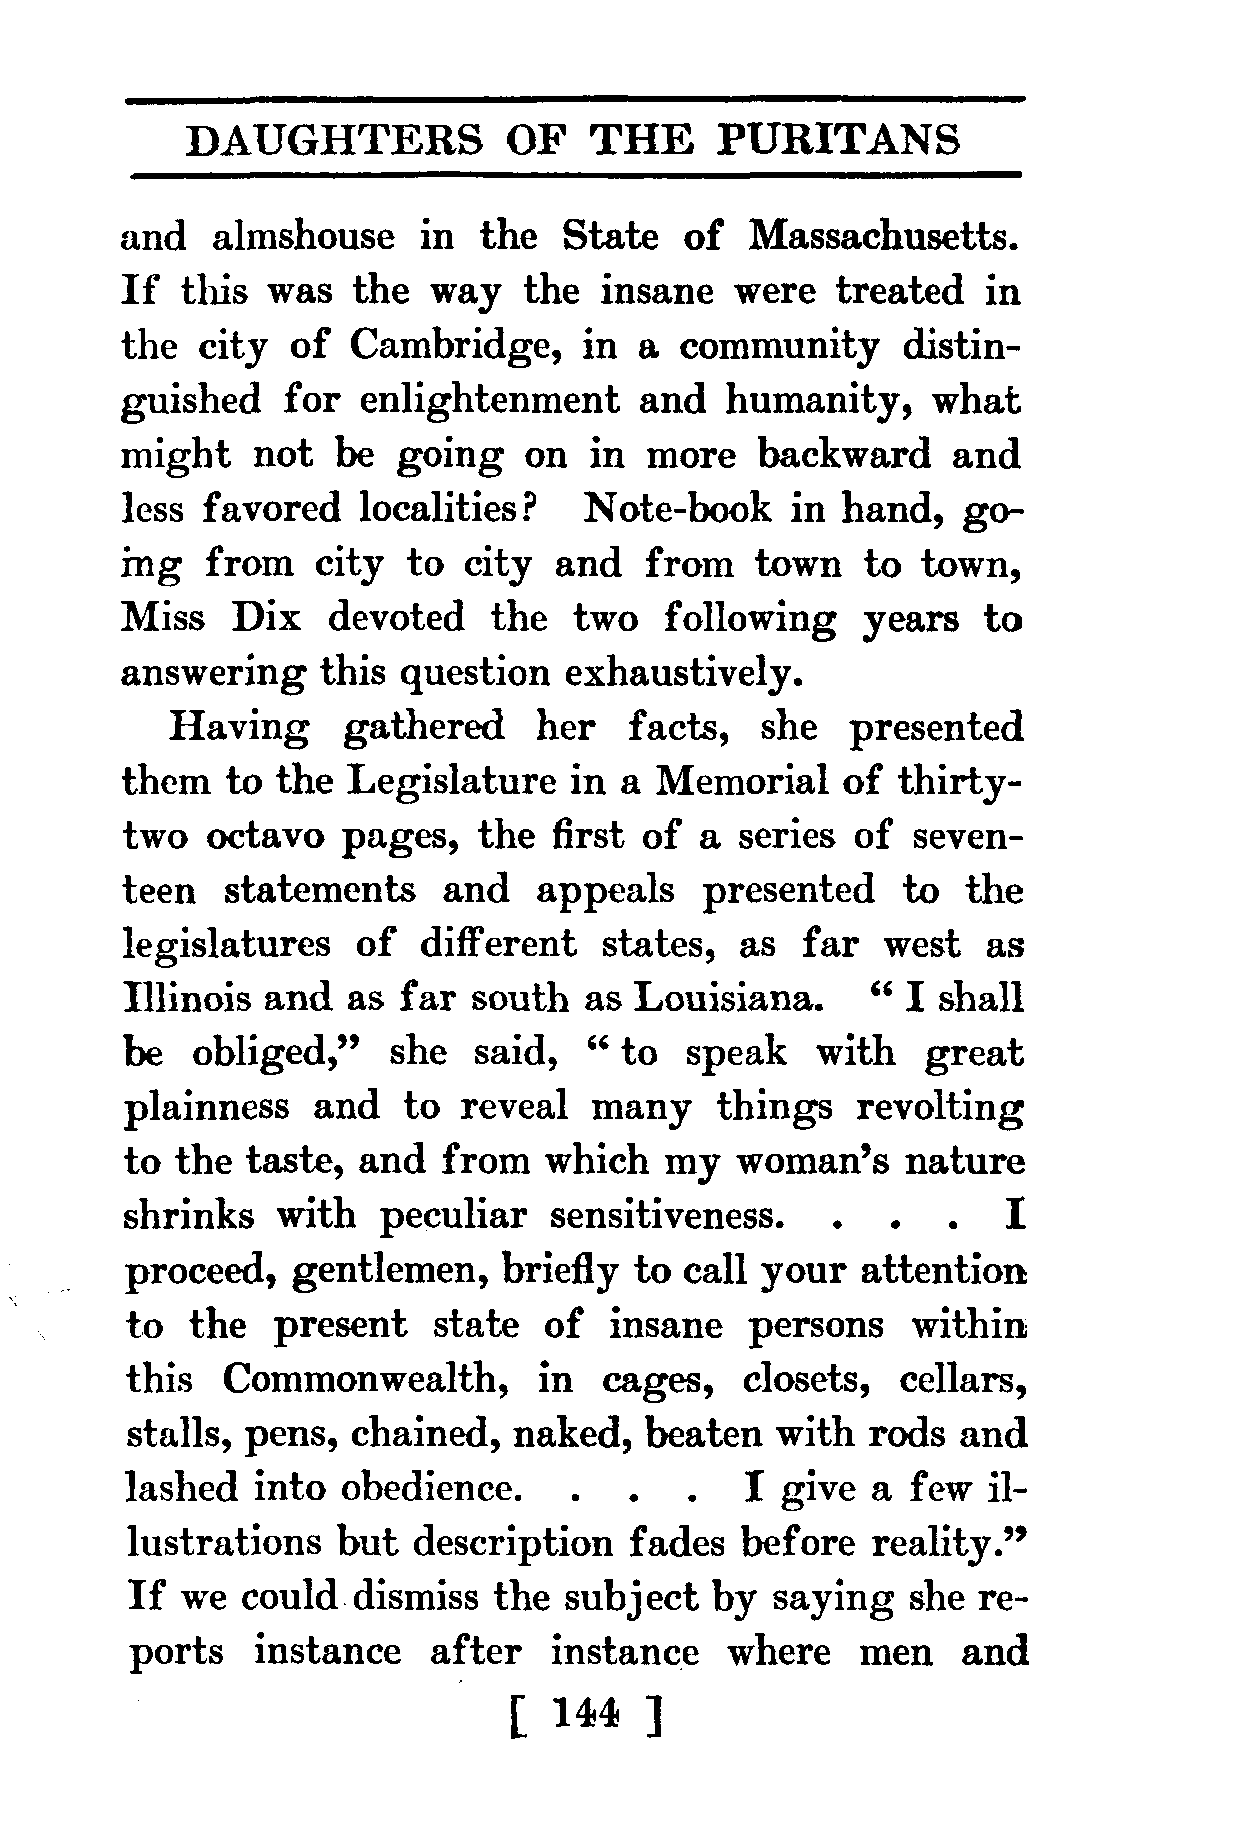 DAUGHTERS OF THE PURITANS
and almshouse in the State of Massachusetts.
If this was the way the insane were treated in
the city of Cambridge, in a community distin-
guished for enlightenment and humanity, what
might not be going on in more backward and
less favored localities? Note-book in hand, go-
ing from city to city and from town to town,
Miss Dix devoted the two following years to
answering this question exhaustively.
Having gathered her facts, she presented
them to the Legislature in a Memorial of thirty-
two octavo pages, the first of a series of seven-
teen statements and appeals presented to the
legislatures of different states, as far west as
Illinois and as far south as Louisiana. “ I shall
be obliged,” she said, “ to speak with great
plainness and to reveal many things revolting
to the taste, and from which my woman's nature
shrinks with peculiar sensitiveness. . . . I
proceed, gentlemen, briefly to call your attention
to the present state of insane persons within
this Commonwealth, in cages, closets, cellars,
stalls, pens, chained, naked, beaten with rods and
lashed into obedience. . . . I give a few il-
lustrations but description fades before reality.”
If we could dismiss the subject by saying she re-
ports instance after instance where men and
[ 144 ]